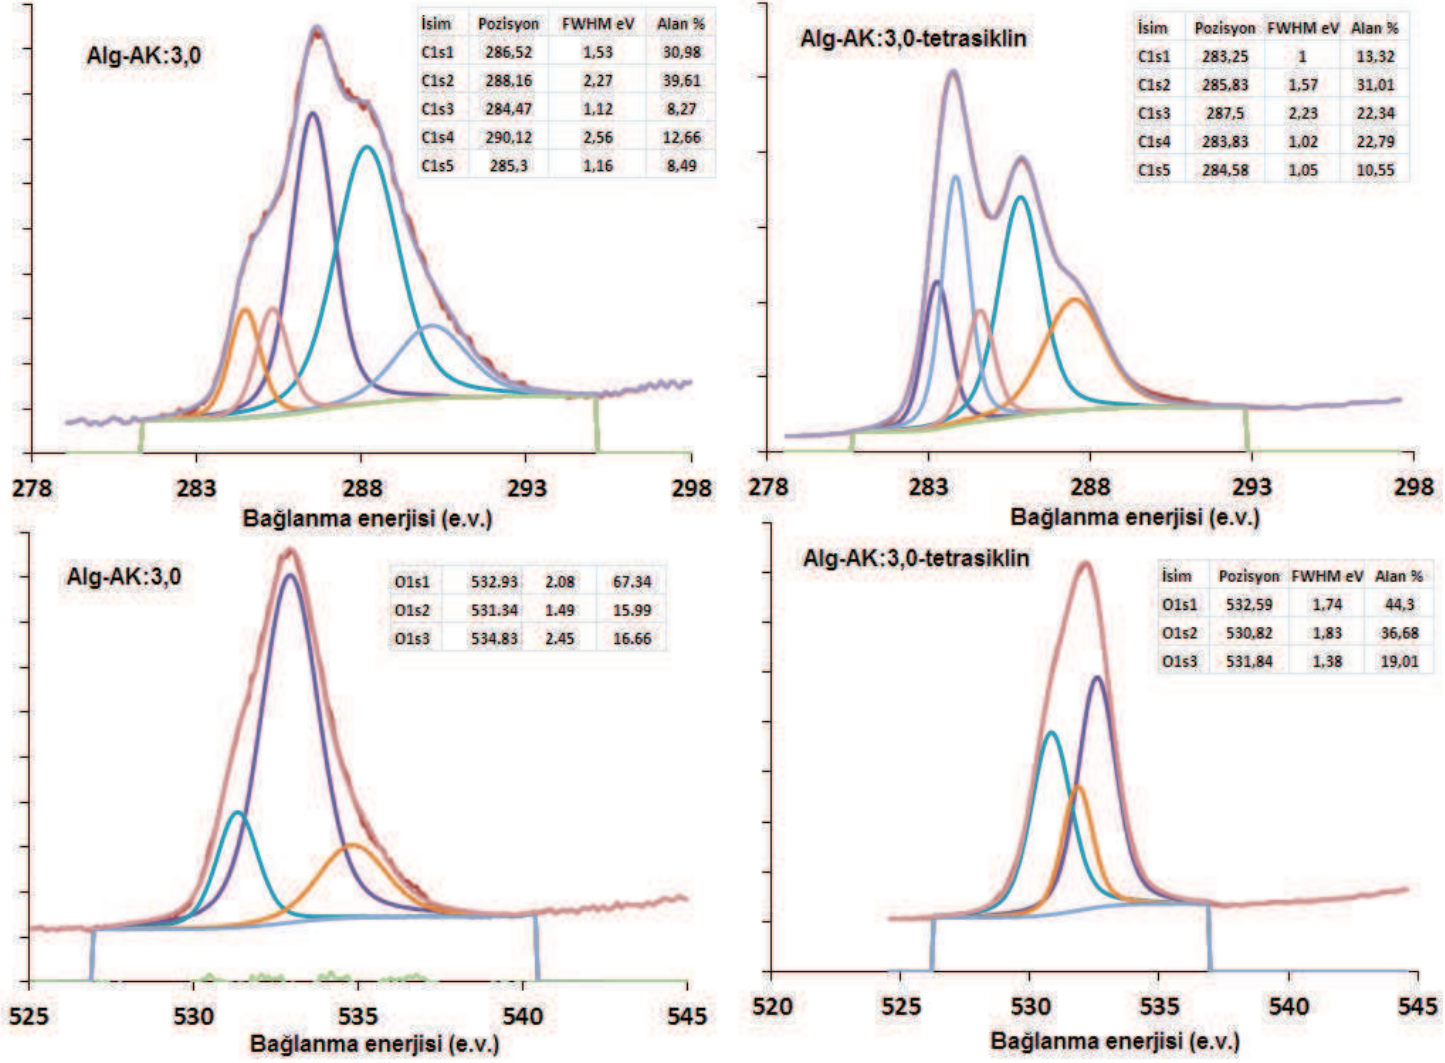 Alg-AK:3,0
İsim Pozisyon FWHM eV Alan %
C1s1 286,52 1,53 30,98
C1s2 288,16 2,27 39,61
C1s3 284,47 1,12 8,27
C1s4 290,12 2,56 12,66
C1s5 285,3 1,16 8,49
278 283 288 293 298
Bağlanma enerjisi (e.v.)
Alg-AK:3,0-tetrasiklin
İsim Pozisyon FWHM eV Alan %
C1s1 283,25 1 13,32
C1s2 285,83 1,57 31,01
C1s3 287,5 2,23 22,34
C1s4 283,83 1,02 22,79
C1s5 284,58 1,05 10,55
278 283 288 293 298
Bağlanma enerjisi (e.v.)
Alg-AK:3,0
O1s1 532.93 2.08 67.34
O1s2 531.34 1.49 15.99
O1s3 534.83 2.45 16.66
525 530 535 540 545
Bağlanma enerjisi (e.v.)
Alg-AK:3,0-tetrasiklin
İsim Pozisyon FWHM eV Alan %
O1s1 532,59 1,74 44,3
O1s2 530,82 1,83 36,68
O1s3 531,84 1,38 19,01
520 525 530 535 540 545
Bağlanma enerjisi (e.v.)